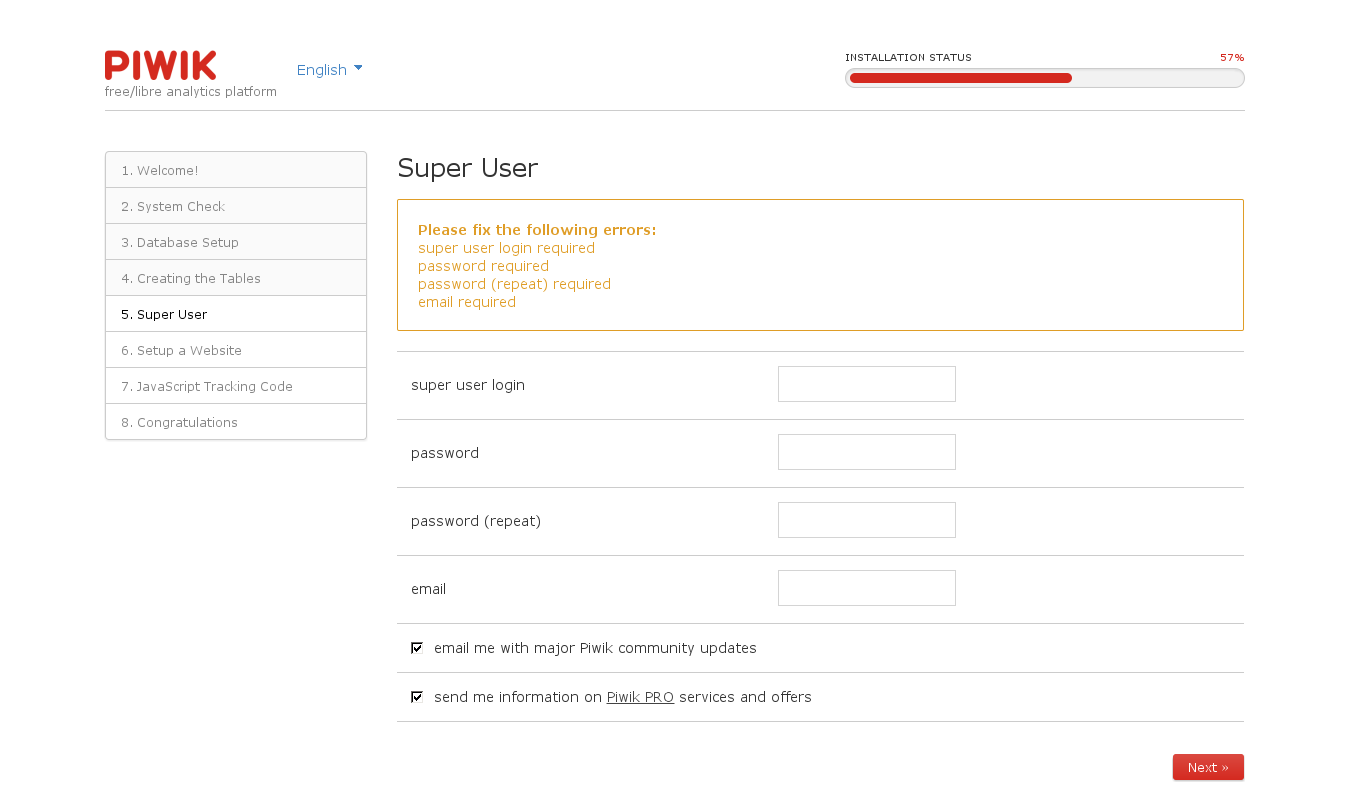 PIWIK
free/libre analytics platform
English
INSTALLATION STATUS 57%
1. Welcome!
2. System Check
3. Database Setup
4. Creating the Tables
5. Super User
6. Setup a Website
7. JavaScript Tracking Code
8. Congratulations
Super User
Please fix the following errors:
super user login required
password required
password (repeat) required
email required
super user login
password
password (repeat)
email
email me with major Piwik community updates
send me information on Piwik PRO services and offers
Next »